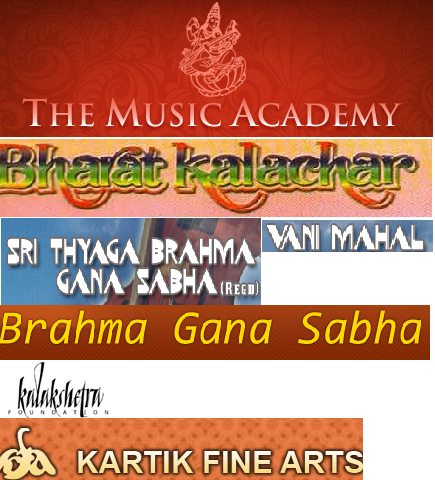 THE MUSIC ACADEMY
Bharat Kalachar
SRI THYAGA BRAHMA
GANA SABHA (REGD)
VANI MAHAL
Brahma Gana Sabha
kalakshetra
FOUNDATION
KARTIK FINE ARTS